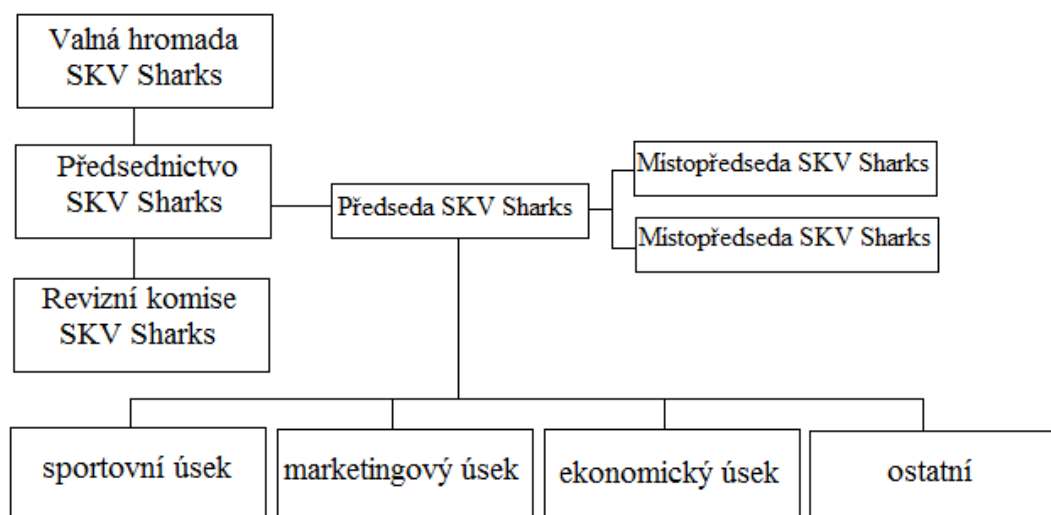 Valná hromada
SKV Sharks
Předsednictvo
SKV Sharks
Předseda SKV Sharks
Místopředseda SKV Sharks
Místopředseda SKV Sharks
Revizní komise
SKV Sharks
sportovní úsek
marketingový úsek
ekonomický úsek
ostatní